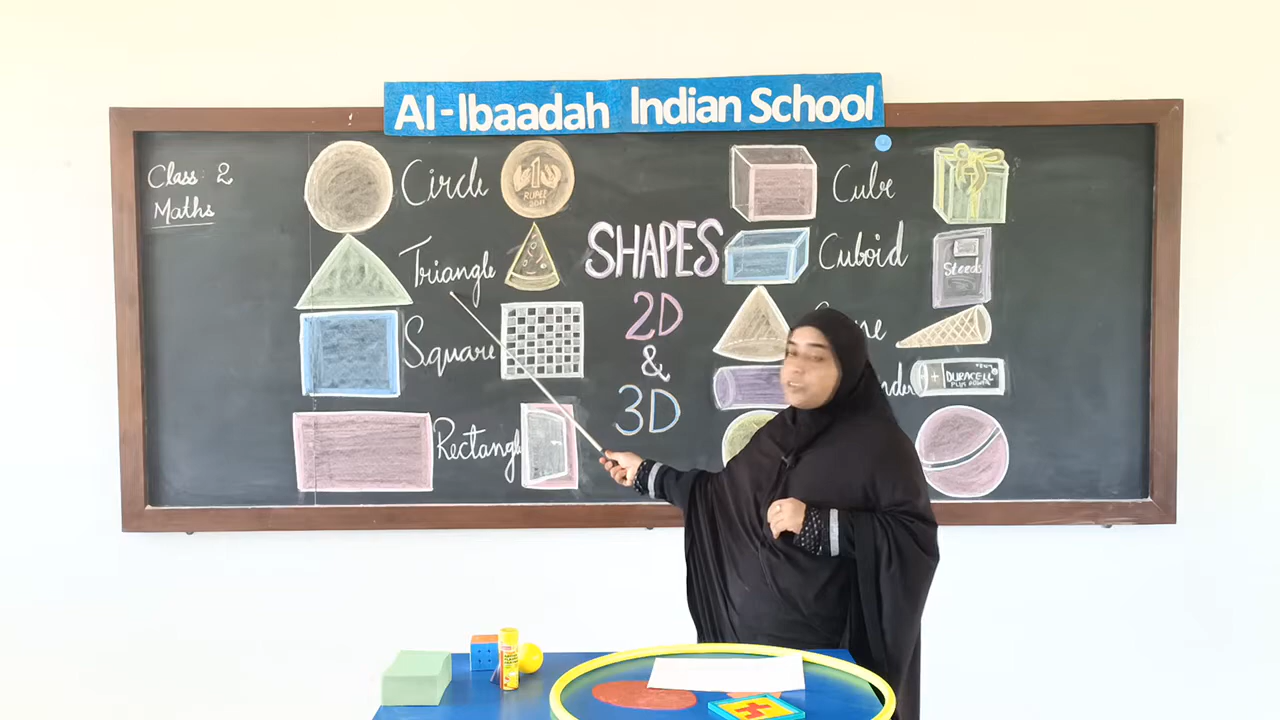 Al-Ibaadah Indian School
Class: 2
Maths
Circle
1
RUPEE
Triangle
Square
Rectangle
SHAPES
2D
&
3D
Cube
Cuboid
Steeds
DURACELL